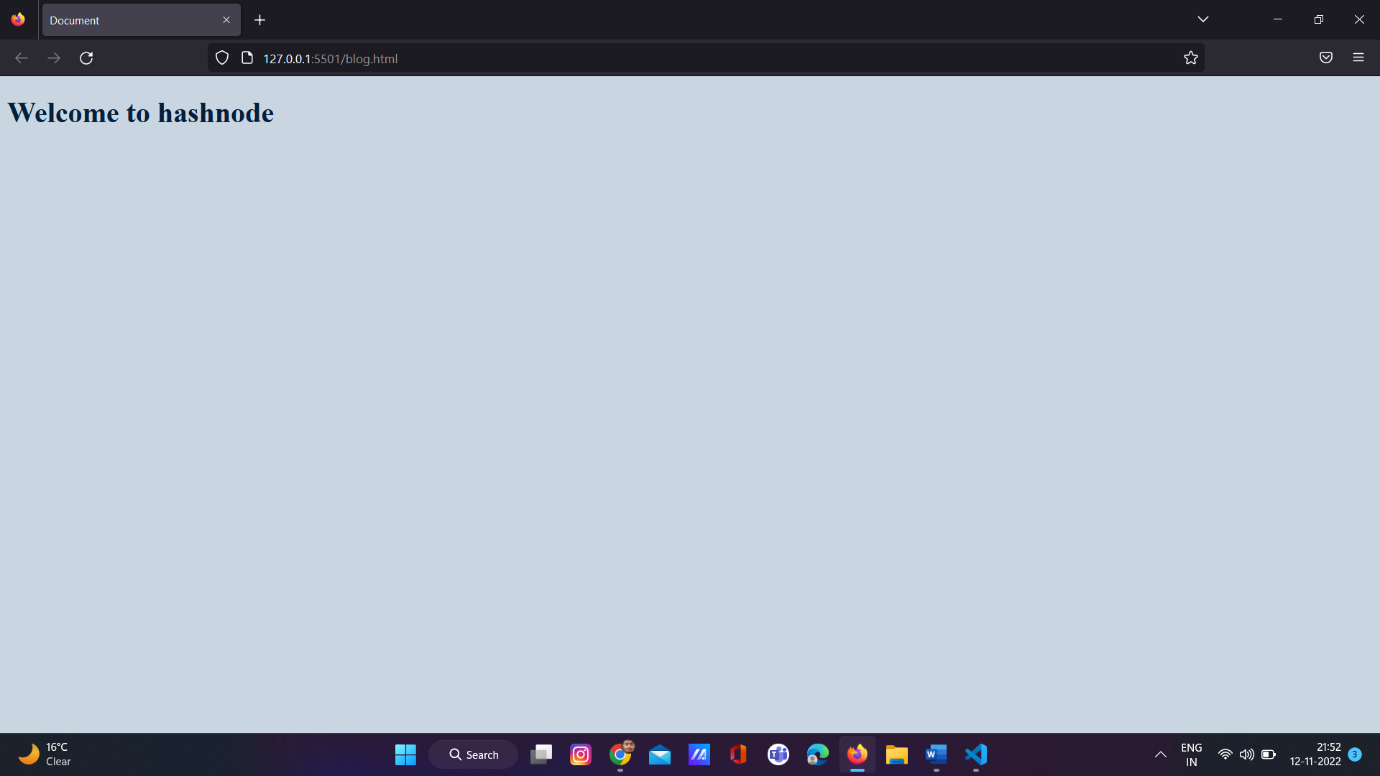 Document
127.0.0.1:5501/blog.html
Welcome to hashnode
16°C
Clear
Search
ENG
IN
21:52
12-11-2022
3